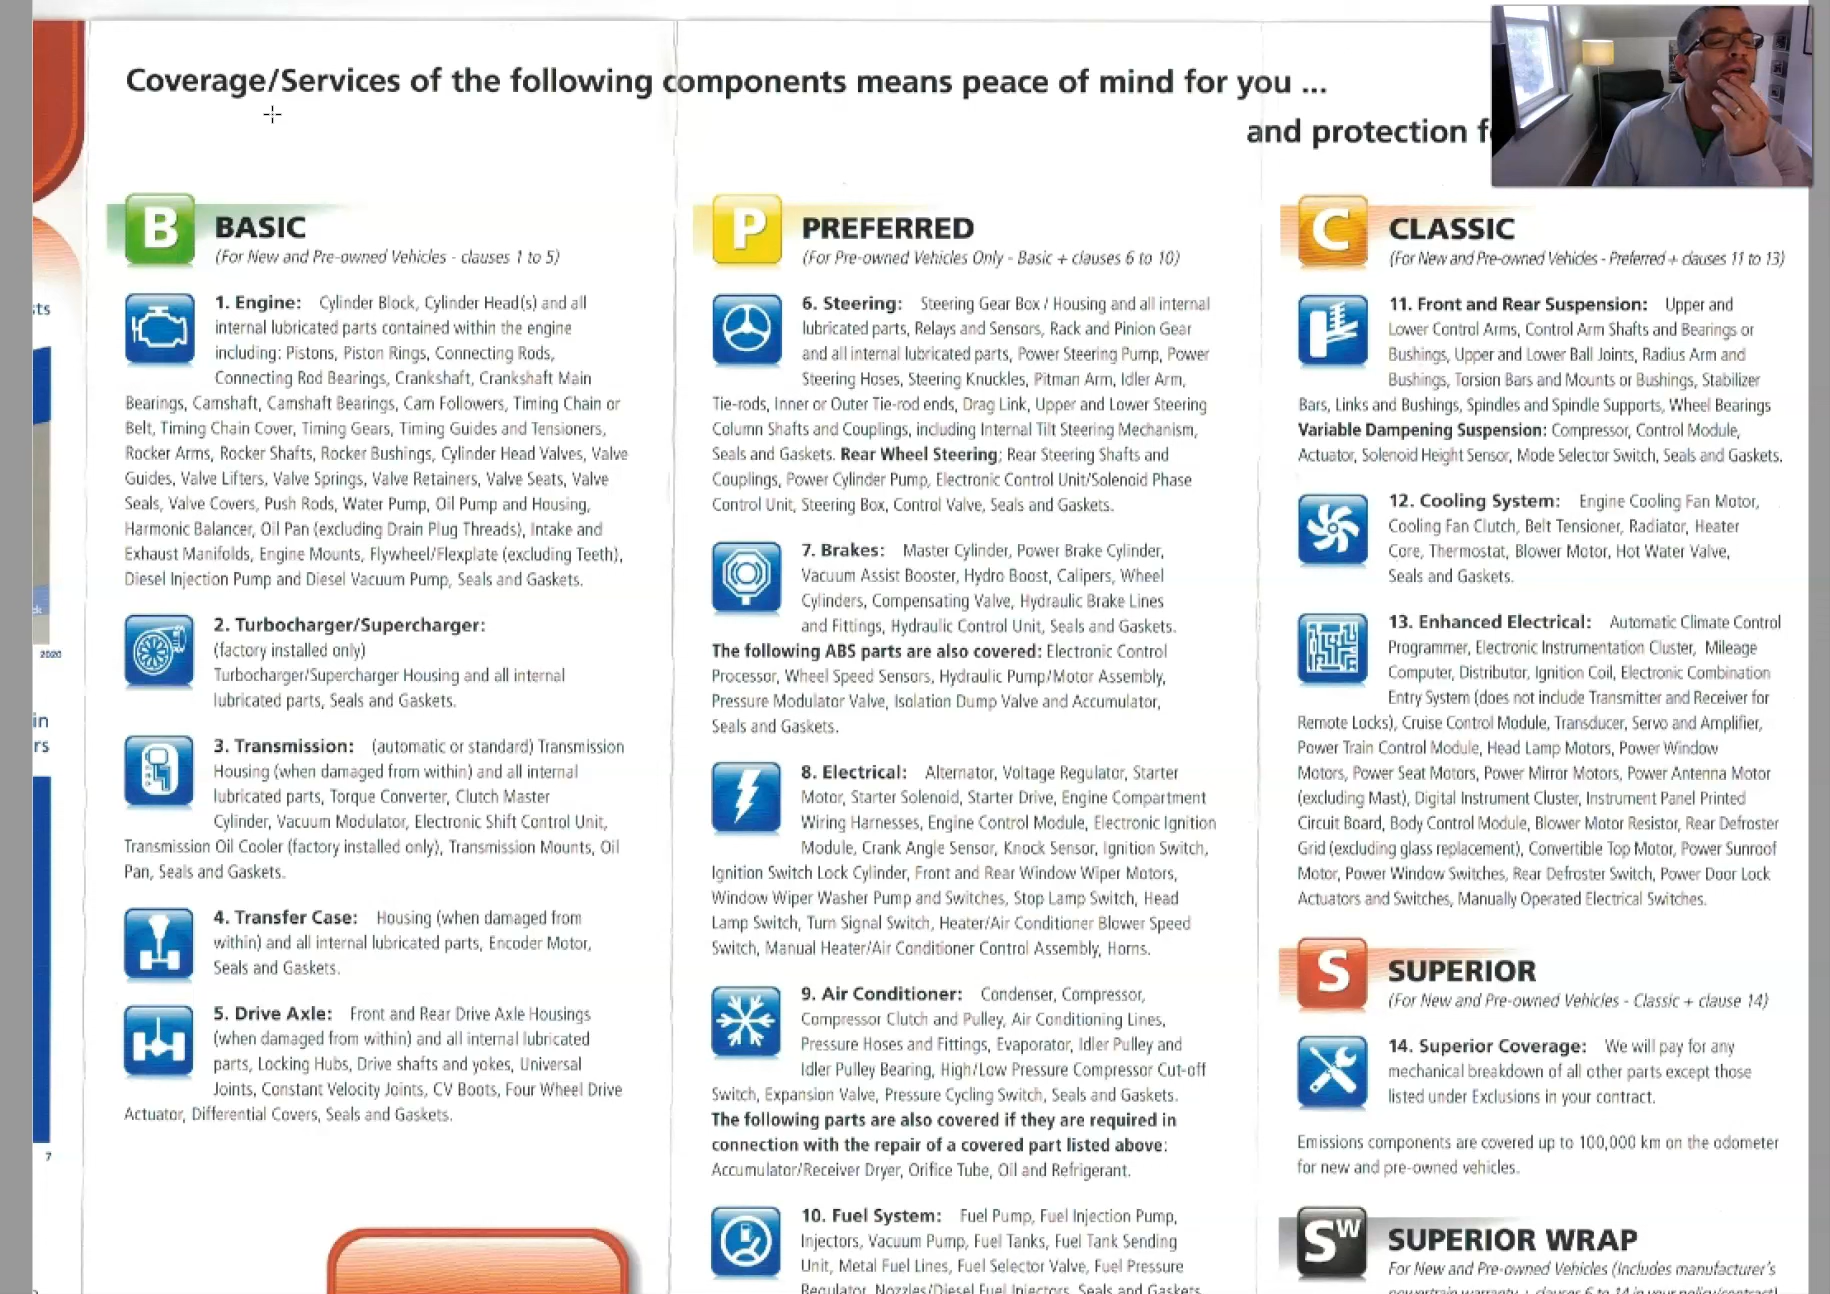 Coverage/Services of the following components means peace of mind for you ...
and protection f
B
BASIC
(For New and Pre-owned Vehicles - clauses 1 to 5)
1. Engine: Cylinder Block, Cylinder Head(s) and all
internal lubricated parts contained within the engine
including: Pistons, Piston Rings, Connecting Rods,
Connecting Rod Bearings, Crankshaft, Crankshaft Main
Bearings, Camshaft, Camshaft Bearings, Cam Followers, Timing Chain or
Belt, Timing Chain Cover, Timing Gears, Timing Guides and Tensioners,
Rocker Arms, Rocker Shafts, Rocker Bushings, Cylinder Head Valves, Valve
Guides, Valve Lifters, Valve Springs, Valve Retainers, Valve Seats, Valve
Seals, Valve Covers, Push Rods, Water Pump, Oil Pump and Housing,
Harmonic Balancer, Oil Pan (excluding Drain Plug Threads), Intake and
Exhaust Manifolds, Engine Mounts, Flywheel/Flexplate (excluding Teeth),
Diesel Injection Pump and Diesel Vacuum Pump, Seals and Gaskets.
2. Turbocharger/Supercharger:
(factory installed only)
Turbocharger/Supercharger Housing and all internal
lubricated parts, Seals and Gaskets.
3. Transmission: (automatic or standard) Transmission
Housing (when damaged from within) and all internal
lubricated parts, Torque Converter, Clutch Master
Cylinder, Vacuum Modulator, Electronic Shift Control Unit,
Transmission Oil Cooler (factory installed only), Transmission Mounts, Oil
Pan, Seals and Gaskets.
4. Transfer Case: Housing (when damaged from
within) and all internal lubricated parts, Encoder Motor,
Seals and Gaskets.
5. Drive Axle: Front and Rear Drive Axle Housings
(when damaged from within) and all internal lubricated
parts, Locking Hubs, Drive shafts and yokes, Universal
Joints, Constant Velocity Joints, CV Boots, Four Wheel Drive
Actuator, Differential Covers, Seals and Gaskets.
P
PREFERRED
(For Pre-owned Vehicles Only - Basic + clauses 6 to 10)
6. Steering: Steering Gear Box / Housing and all internal
lubricated parts, Relays and Sensors, Rack and Pinion Gear
and all internal lubricated parts, Power Steering Pump, Power
Steering Hoses, Steering Knuckles, Pitman Arm, Idler Arm,
Tie-rods, Inner or Outer Tie-rod ends, Drag Link, Upper and Lower Steering
Column Shafts and Couplings, including Internal Tilt Steering Mechanism,
Seals and Gaskets. Rear Wheel Steering: Rear Steering Shafts and
Couplings, Power Cylinder Pump, Electronic Control Unit/Solenoid Phase
Control Unit, Steering Box, Control Valve, Seals and Gaskets.
7. Brakes: Master Cylinder, Power Brake Cylinder,
Vacuum Assist Booster, Hydro Boost, Calipers, Wheel
Cylinders, Compensating Valve, Hydraulic Brake Lines
and Fittings, Hydraulic Control Unit, Seals and Gaskets.
The following ABS parts are also covered: Electronic Control
Processor, Wheel Speed Sensors, Hydraulic Pump/Motor Assembly,
Pressure Modulator Valve, Isolation Dump Valve and Accumulator,
Seals and Gaskets.
8. Electrical: Alternator, Voltage Regulator, Starter
Motor, Starter Solenoid, Starter Drive, Engine Compartment
Wiring Harnesses, Engine Control Module, Electronic Ignition
Module, Crank Angle Sensor, Knock Sensor, Ignition Switch,
Ignition Switch Lock Cylinder, Front and Rear Window Wiper Motors,
Window Wiper Washer Pump and Switches, Stop Lamp Switch, Head
Lamp Switch, Turn Signal Switch, Heater/Air Conditioner Blower Speed
Switch, Manual Heater/Air Conditioner Control Assembly, Horns.
9. Air Conditioner: Condenser, Compressor,
Compressor Clutch and Pulley, Air Conditioning Lines,
Pressure Hoses and Fittings, Evaporator, Idler Pulley and
Idler Pulley Bearing, High/Low Pressure Compressor Cut-off
Switch, Expansion Valve, Pressure Cycling Switch, Seals and Gaskets.
The following parts are also covered if they are required in
connection with the repair of a covered part listed above:
Accumulator/Receiver Dryer, Orifice Tube, Oil and Refrigerant.
10. Fuel System: Fuel Pump, Fuel Injection Pump,
Injectors, Vacuum Pump, Fuel Tanks, Fuel Tank Sending
Unit, Metal Fuel Lines, Fuel Selector Valve, Fuel Pressure
Regulator, Nozzles/Diesel Fuel Injectors, Seals and Gaskets
C
CLASSIC
(For New and Pre-owned Vehicles - Preferred + clauses 11 to 13)
11. Front and Rear Suspension: Upper and
Lower Control Arms, Control Arm Shafts and Bearings or
Bushings, Upper and Lower Ball Joints, Radius Arm and
Bushings, Torsion Bars and Mounts or Bushings, Stabilizer
Bars, Links and Bushings, Spindles and Spindle Supports, Wheel Bearings
Variable Dampening Suspension: Compressor, Control Module,
Actuator, Solenoid Height Sensor, Mode Selector Switch, Seals and Gaskets.
12. Cooling System: Engine Cooling Fan Motor,
Cooling Fan Clutch, Belt Tensioner, Radiator, Heater
Core, Thermostat, Blower Motor, Hot Water Valve,
Seals and Gaskets.
13. Enhanced Electrical: Automatic Climate Control
Programmer, Electronic Instrumentation Cluster, Mileage
Computer, Distributor, Ignition Coil, Electronic Combination
Entry System (does not include Transmitter and Receiver for
Remote Locks), Cruise Control Module, Transducer, Servo and Amplifier,
Power Train Control Module, Head Lamp Motors, Power Window
Motors, Power Seat Motors, Power Mirror Motors, Power Antenna Motor
(excluding Mast), Digital Instrument Cluster, Instrument Panel Printed
Circuit Board, Body Control Module, Blower Motor Resistor, Rear Defroster
Grid (excluding glass replacement), Convertible Top Motor, Power Sunroof
Motor, Power Window Switches, Rear Defroster Switch, Power Door Lock
Actuators and Switches, Manually Operated Electrical Switches.
S
SUPERIOR
(For New and Pre-owned Vehicles - Classic + clause 14)
14. Superior Coverage: We will pay for any
mechanical breakdown of all other parts except those
listed under Exclusions in your contract.
Emissions components are covered up to 100,000 km on the odometer
for new and pre-owned vehicles.
SW
SUPERIOR WRAP
For New and Pre-owned Vehicles (Includes manufacturer's
powertrain warranty + clauses 6 to 14 in your policy/contract)
ts
2020
in
rs
7